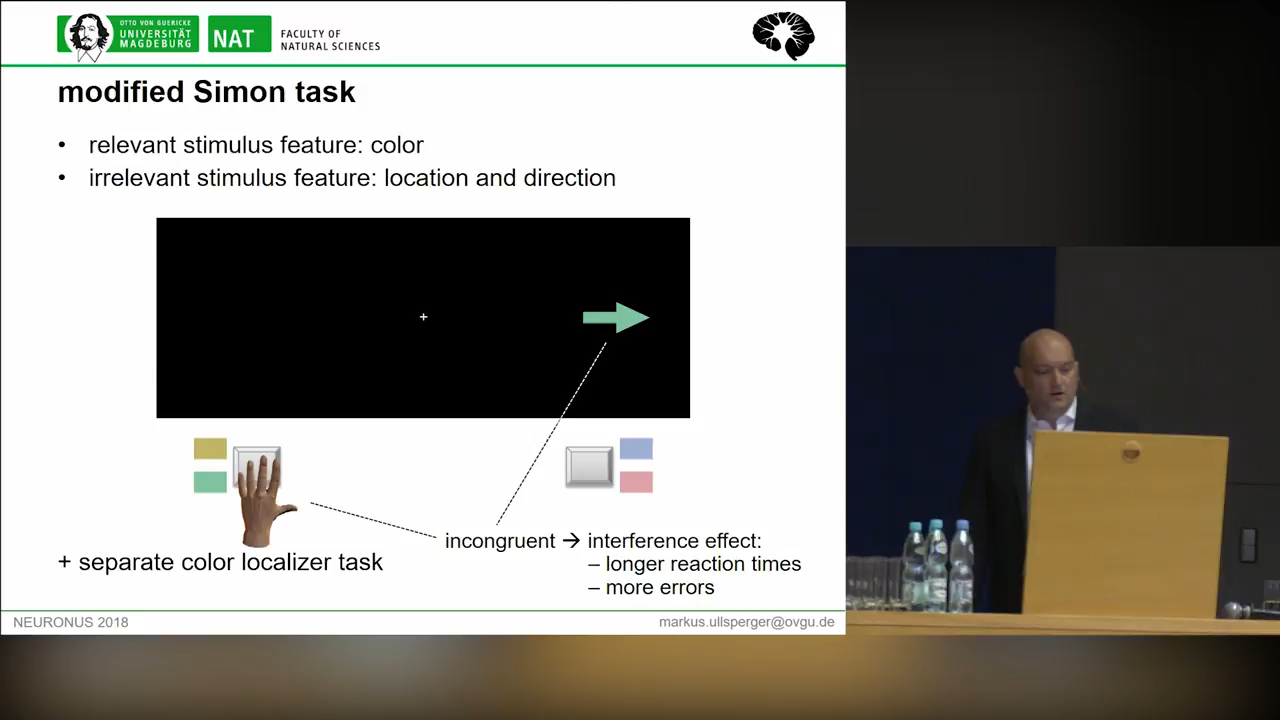 OTTO VON GUERICKE
UNIVERSITÄT
MAGDEBURG
NAT
FACULTY OF
NATURAL SCIENCES
modified Simon task
• relevant stimulus feature: color
• irrelevant stimulus feature: location and direction
+
incongruent → interference effect:
– longer reaction times
– more errors
+ separate color localizer task
NEURONUS 2018
markus.ullsperger@ovgu.de